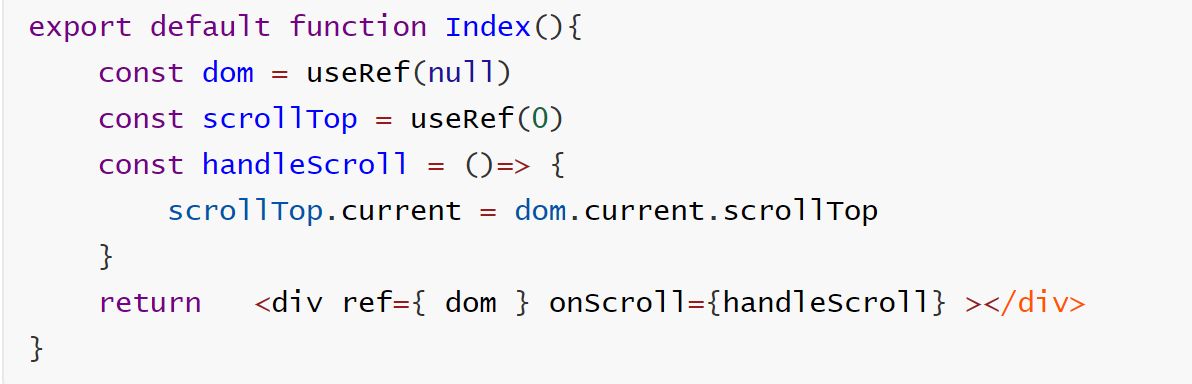 export default function Index(){
    const dom = useRef(null)
    const scrollTop = useRef(0)
    const handleScroll = ()=> {
        scrollTop.current = dom.current.scrollTop
    }
    return   <div ref={ dom } onScroll={handleScroll} ></div>
}